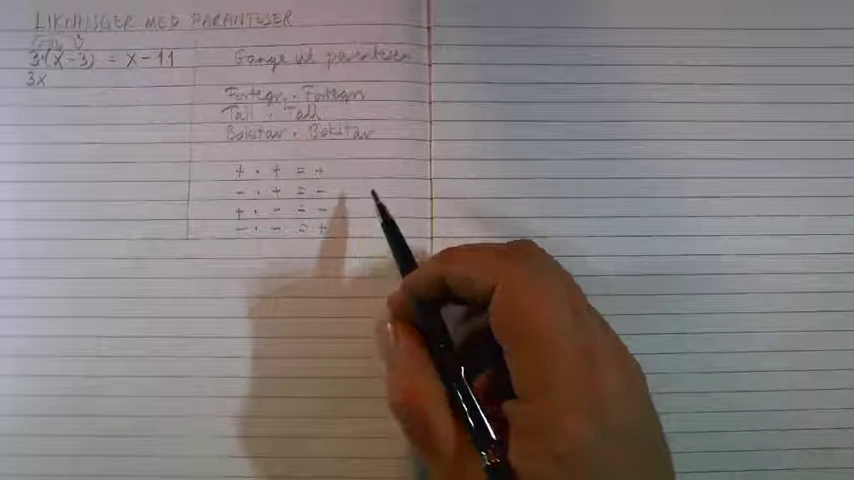 LIKNINGER MED PARANTESER
3·(x-3) = x-11
3x
Gange ut parantesen
Fortegn · Fortegn
Tall · Tall
Bokstav · Bokstav
+ · + = +
- · + = -
+ · - = -
- · - = +